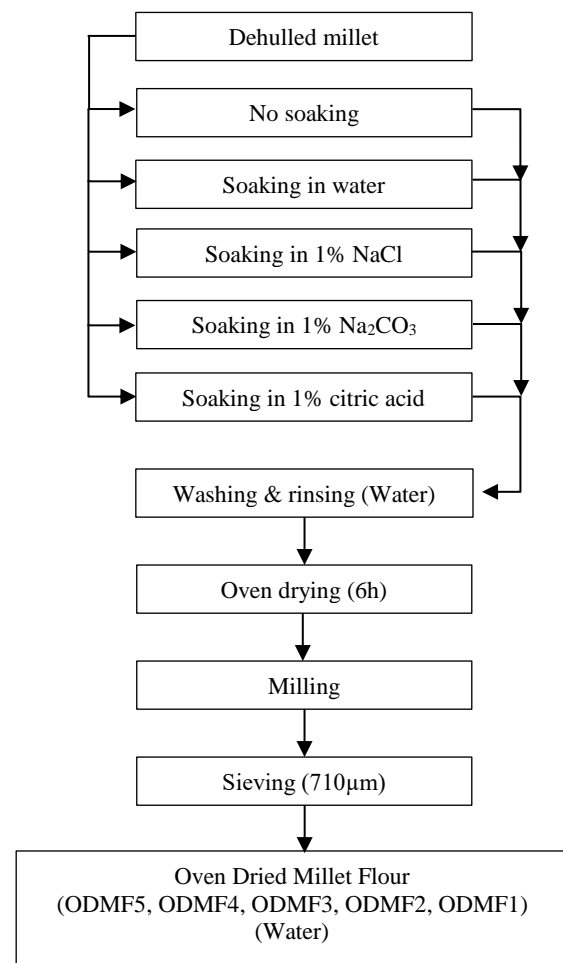 Dehulled millet
No soaking
Soaking in water
Soaking in 1% NaCl
Soaking in 1% Na₂CO₃
Soaking in 1% citric acid
Washing & rinsing (Water)
Oven drying (6h)
Milling
Sieving (710µm)
Oven Dried Millet Flour
(ODMF5, ODMF4, ODMF3, ODMF2, ODMF1)
(Water)